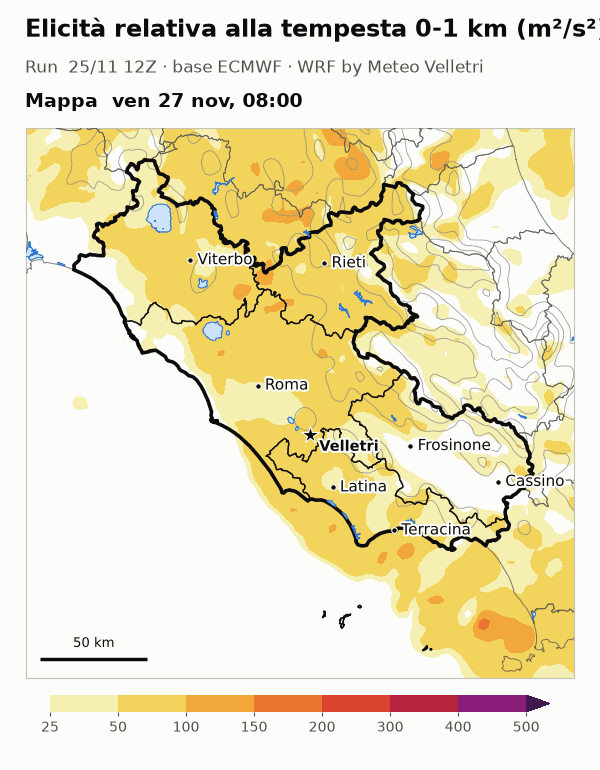 Elicità relativa alla tempesta 0-1 km (m²/s²)
Run 25/11 12Z · base ECMWF · WRF by Meteo Velletri
Mappa ven 27 nov, 08:00
Viterbo
Rieti
Roma
Velletri
Frosinone
Cassino
Latina
Terracina
50 km
25 50 100 150 200 300 400 500